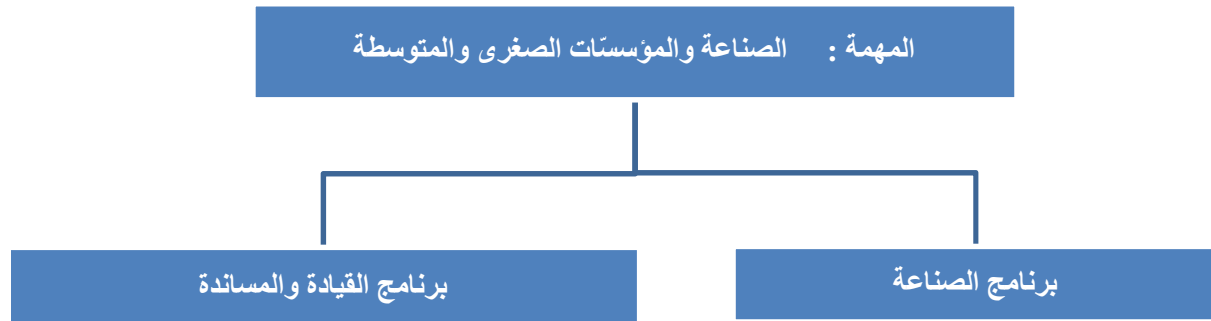 المهمة : الصناعة والمؤسسّات الصغرى والمتوسطة
برنامج الصناعة
برنامج القيادة والمساندة